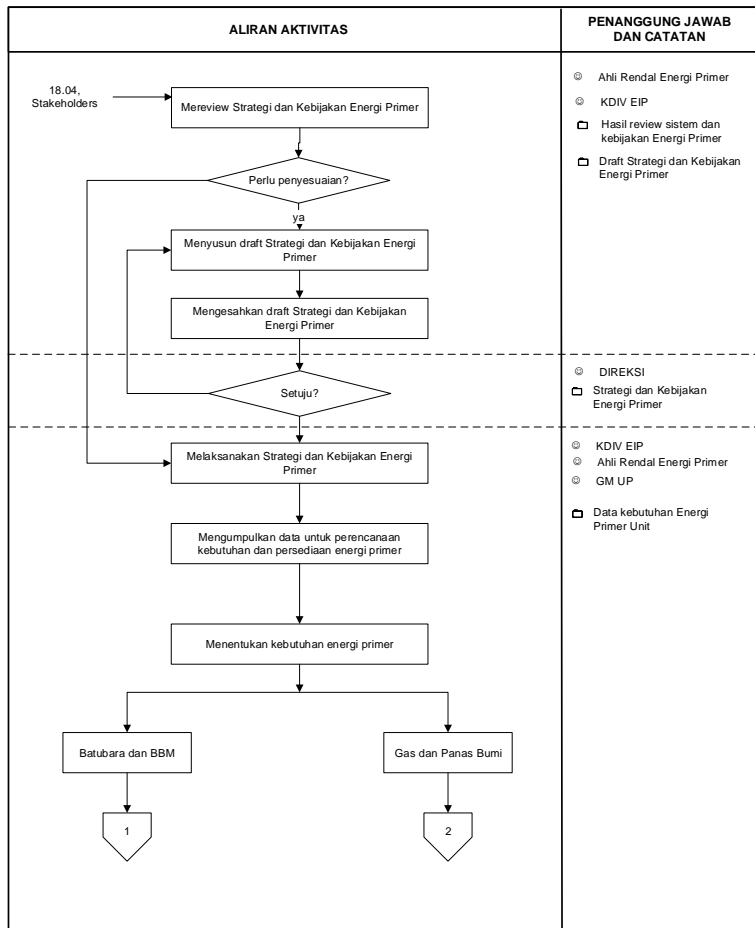 ALIRAN AKTIVITAS
PENANGGUNG JAWAB
DAN CATATAN
18.04,
Stakeholders
Mereview Strategi dan Kebijakan Energi Primer
Perlu penyesuaian?
ya
Menyusun draft Strategi dan Kebijakan Energi
Primer
Mengesahkan draft Strategi dan Kebijakan
Energi Primer
Ahli Rendal Energi Primer
KDIV EIP
Hasil review sistem dan
kebijakan Energi Primer
Draft Strategi dan Kebijakan
Energi Primer
Setuju?
DIREKSI
Strategi dan Kebijakan
Energi Primer
Melaksanakan Strategi dan Kebijakan Energi
Primer
Mengumpulkan data untuk perencanaan
kebutuhan dan persediaan energi primer
Menentukan kebutuhan energi primer
KDIV EIP
Ahli Rendal Energi Primer
GM UP
Data kebutuhan Energi
Primer Unit
Batubara dan BBM
Gas dan Panas Bumi
1
2